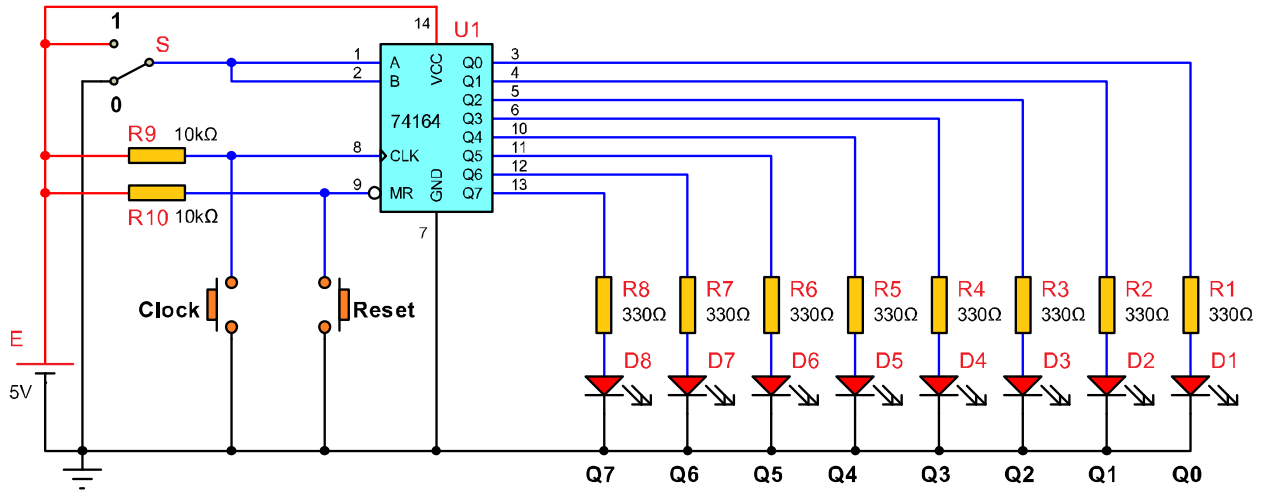 1
S
0
R9 10kΩ
R10 10kΩ
Clock
Reset
E
5V
14
U1
1
A
VCC
Q0
3
2
B
Q1
4
Q2
5
74164
Q3
6
Q4
10
8
CLK
Q5
11
Q6
12
9
MR
GND
Q7
13
7
R8
330Ω
R7
330Ω
R6
330Ω
R5
330Ω
R4
330Ω
R3
330Ω
R2
330Ω
R1
330Ω
D8
D7
D6
D5
D4
D3
D2
D1
Q7
Q6
Q5
Q4
Q3
Q2
Q1
Q0